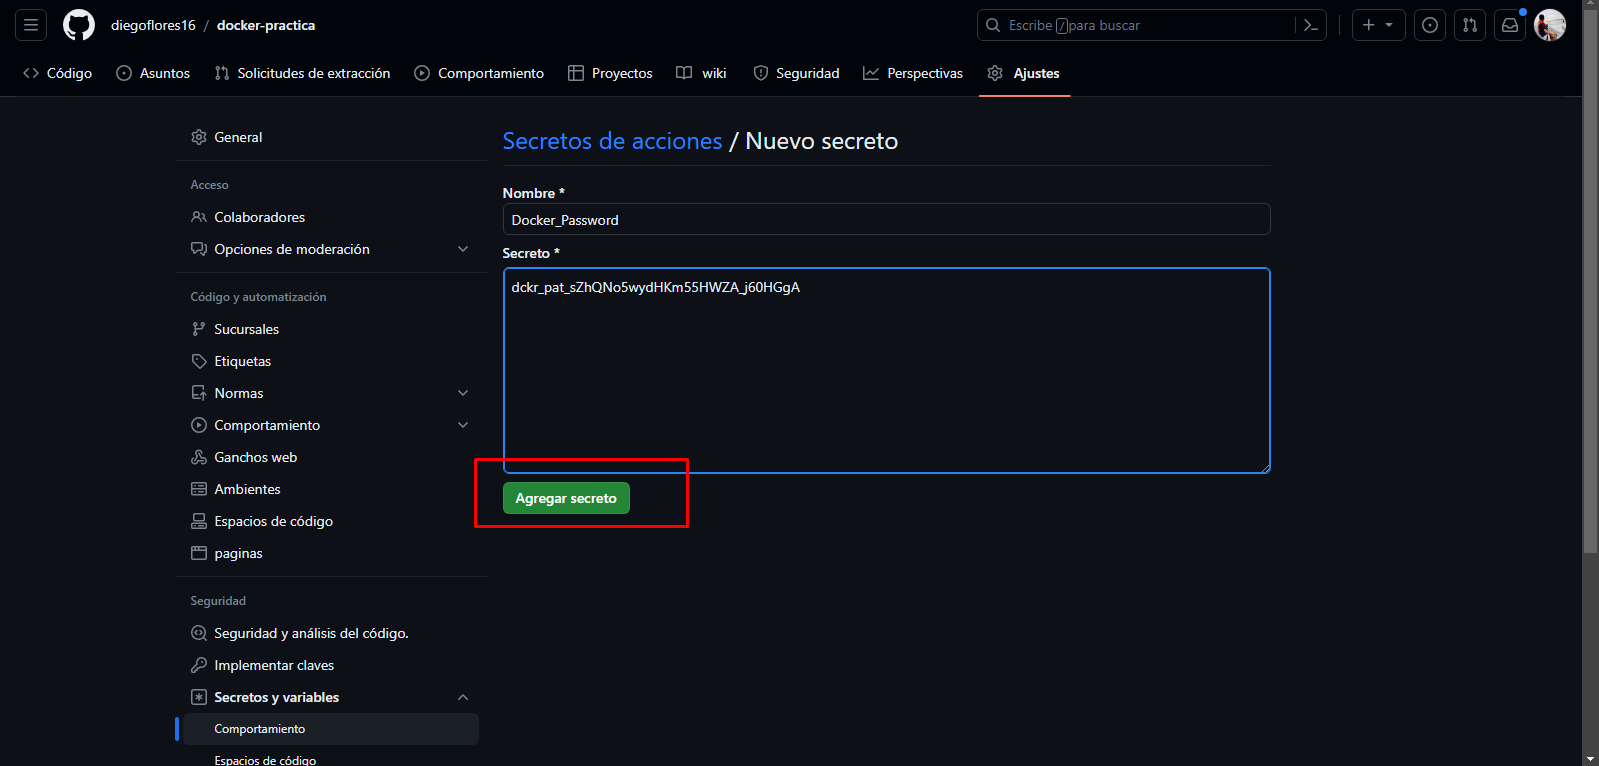 diegoflores16 / docker-practica
Escribe / para buscar
Código
Asuntos
Solicitudes de extracción
Comportamiento
Proyectos
wiki
Seguridad
Perspectivas
Ajustes
General
Acceso
Colaboradores
Opciones de moderación
Código y automatización
Sucursales
Etiquetas
Normas
Comportamiento
Ganchos web
Ambientes
Espacios de código
paginas
Seguridad
Seguridad y análisis del código.
Implementar claves
Secretos y variables
Comportamiento
Espacios de código
Secretos de acciones / Nuevo secreto
Nombre *
Docker_Password
Secreto *
dckr_pat_sZhQNo5wydHKm55HWZA_j60HGgA
Agregar secreto